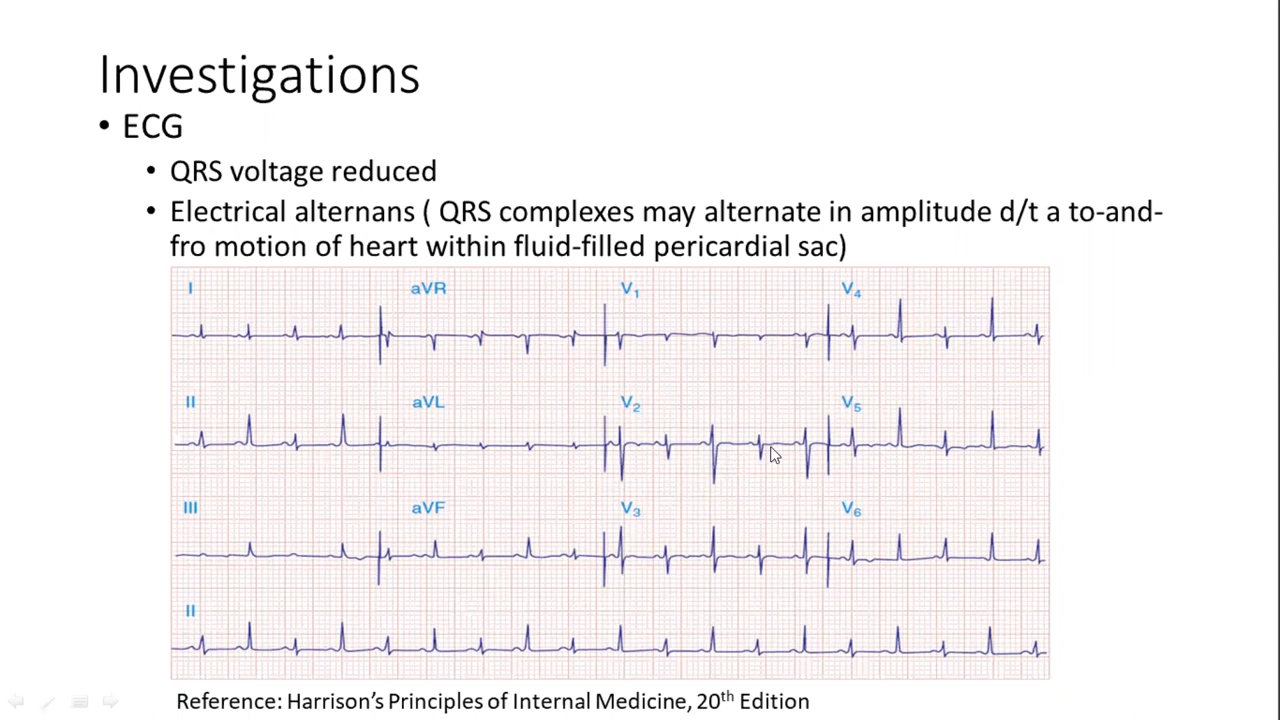 Investigations
• ECG
• QRS voltage reduced
• Electrical alternans ( QRS complexes may alternate in amplitude d/t a to-and-
fro motion of heart within fluid-filled pericardial sac)
I aVR V1 V4
II aVL V2 V5
III aVF V3 V6
II
Reference: Harrison’s Principles of Internal Medicine, 20th Edition